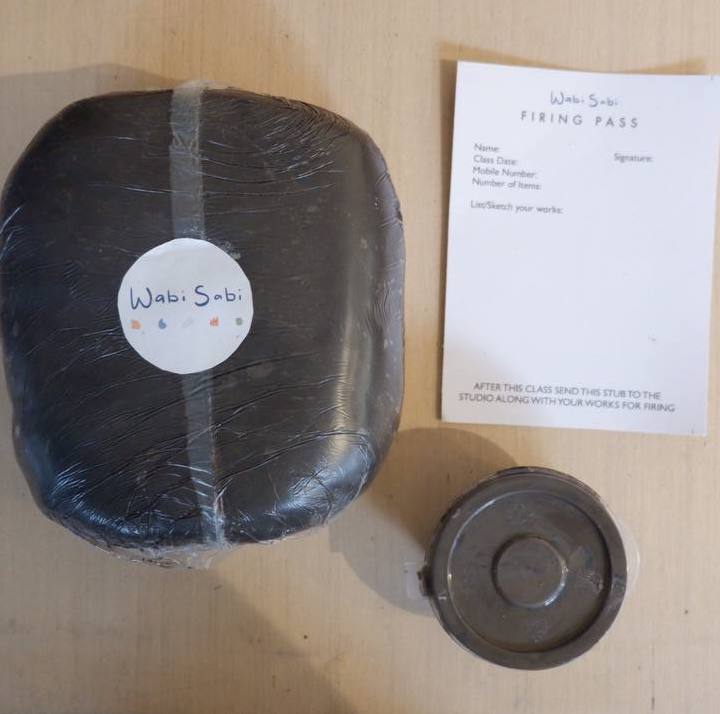 Wabi Sabi
Wabi Sabi
FIRING PASS
Name:
Signature:
Class Date:
Mobile Number:
Number of Items:
List/Sketch your works:
AFTER THIS CLASS SEND THIS STUB TO THE
STUDIO ALONG WITH YOUR WORKS FOR FIRING